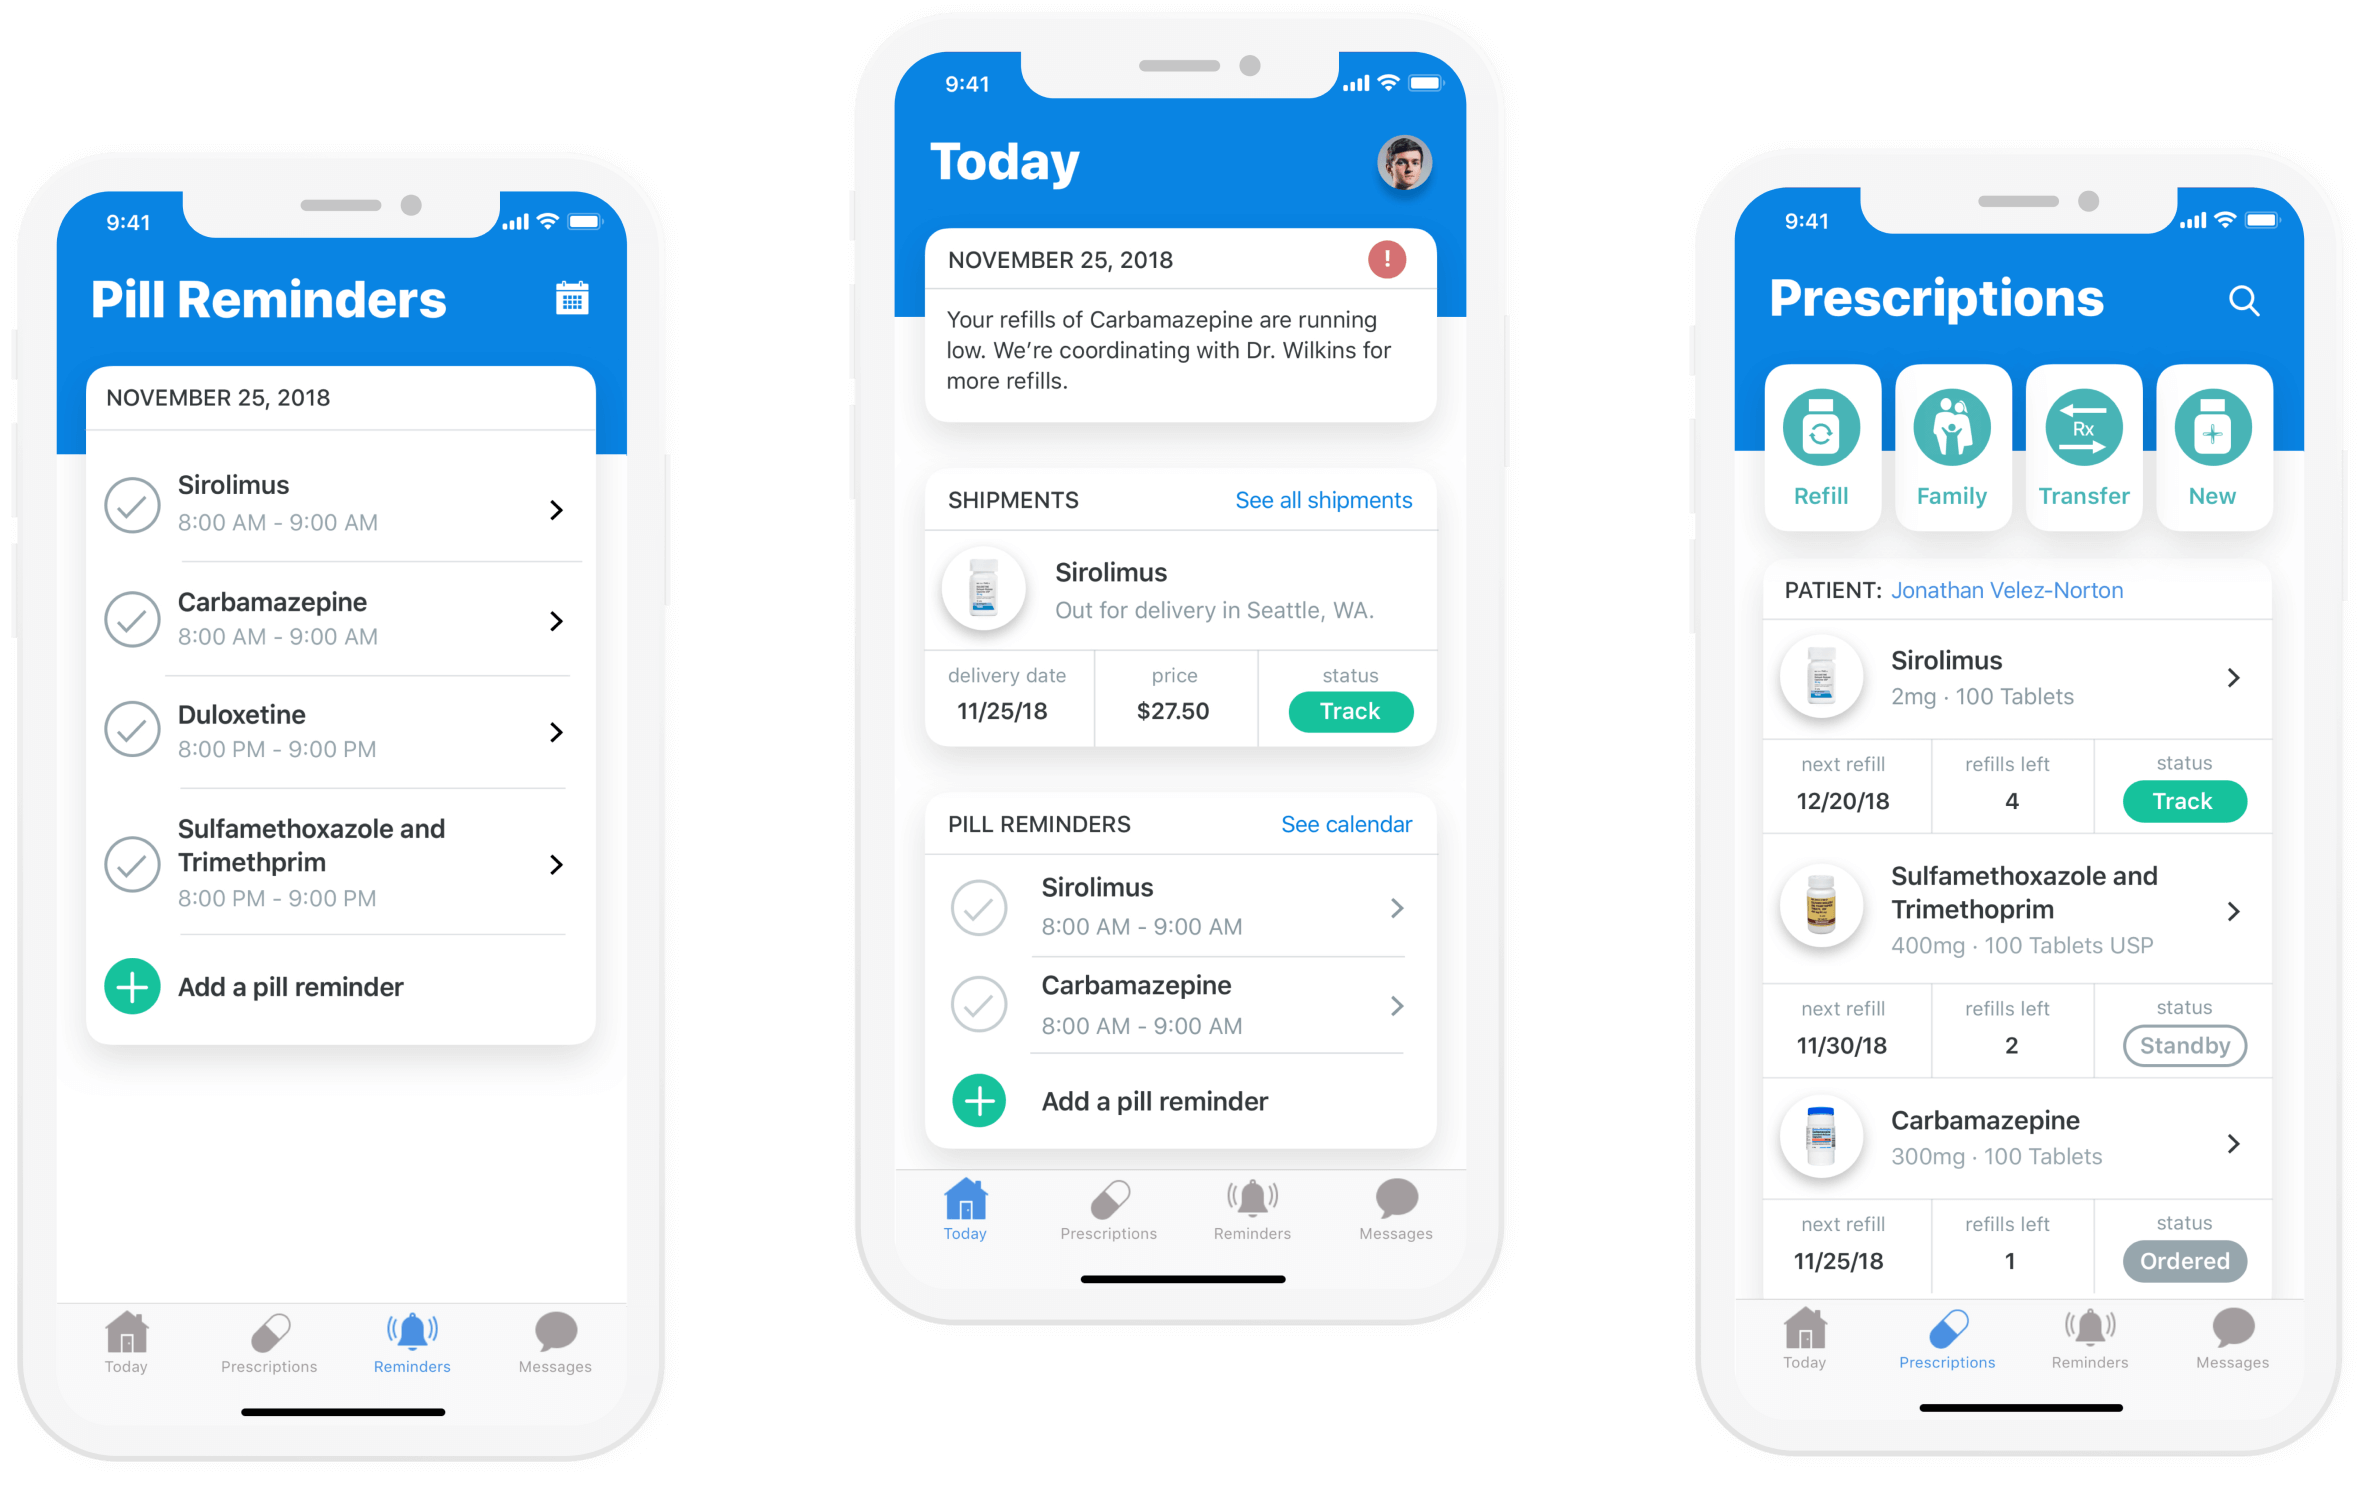 9:41
Pill Reminders
NOVEMBER 25, 2018
Sirolimus
8:00 AM - 9:00 AM
Carbamazepine
8:00 AM - 9:00 AM
Duloxetine
8:00 PM - 9:00 PM
Sulfamethoxazole and
Trimethprim
8:00 PM - 9:00 PM
Add a pill reminder
Today Prescriptions Reminders Messages
9:41
Today
NOVEMBER 25, 2018 !
Your refills of Carbamazepine are running
low. We’re coordinating with Dr. Wilkins for
more refills.
SHIPMENTS See all shipments
Sirolimus
Out for delivery in Seattle, WA.
delivery date price status
11/25/18 $27.50 Track
PILL REMINDERS See calendar
Sirolimus
8:00 AM - 9:00 AM
Carbamazepine
8:00 AM - 9:00 AM
Add a pill reminder
Today Prescriptions Reminders Messages
9:41
Prescriptions
Rx
Refill Family Transfer New
PATIENT: Jonathan Velez-Norton
Sirolimus
2mg · 100 Tablets
next refill refills left status
12/20/18 4 Track
Sulfamethoxazole and
Trimethoprim
400mg · 100 Tablets USP
next refill refills left status
11/30/18 2 Standby
Carbamazepine
300mg · 100 Tablets
next refill refills left status
11/25/18 1 Ordered
Today Prescriptions Reminders Messages